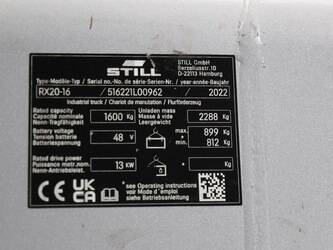 STILL
STILL GmbH
Berzeliusstr.10
D-22113 Hamburg
Type-Modèle-Typ / Serial no.-No. de série-Serien-Nr. / year-année-Baujahr
RX20-16 / 516221L00962 / 2022
Industrial truck / Chariot de manutention / Flurförderzeug
Rated capacity
Capacité nominale
Nenn-Tragfähigkeit
1600 Kg
Unladen mass
Masse à vide
Leergewicht
2288 Kg
Battery voltage
Tension batterie
Batteriespannung
48 V
max
899 Kg
min
812 Kg
Rated drive power
Puissance motr.nom.
Nenn-Antriebsleist.
13 KW
CE UK CA
see Operating instructions
voir Mode d'emploi
siehe Betriebsanleitung